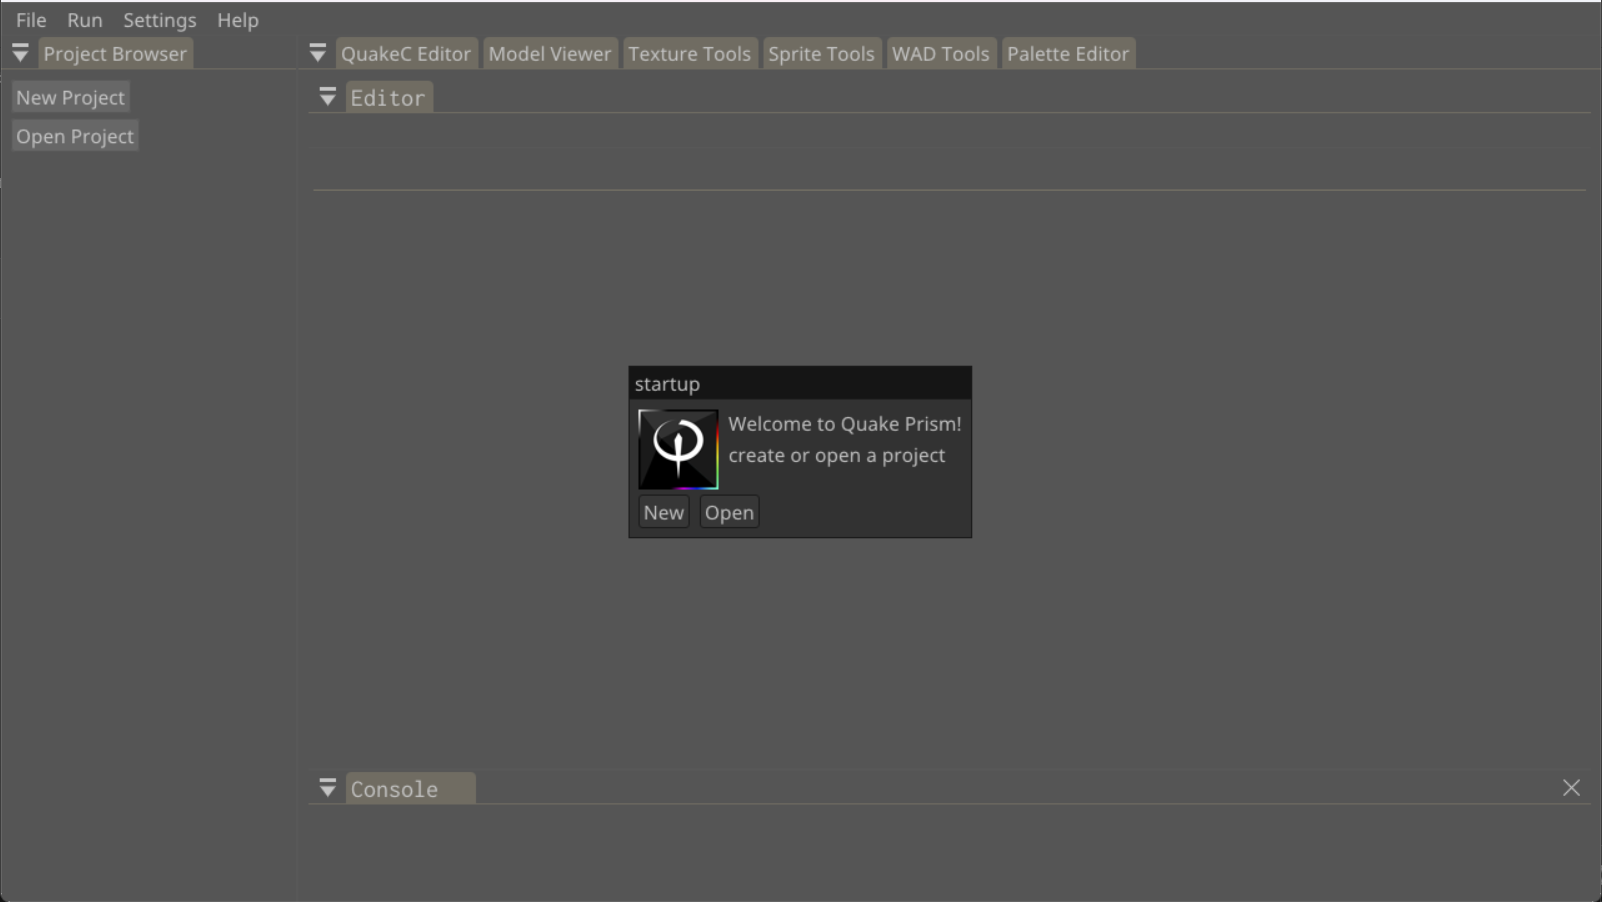 File Run Settings Help
Project Browser
QuakeC Editor Model Viewer Texture Tools Sprite Tools WAD Tools Palette Editor
New Project
Open Project
Editor
startup
Welcome to Quake Prism!
create or open a project
New Open
Console